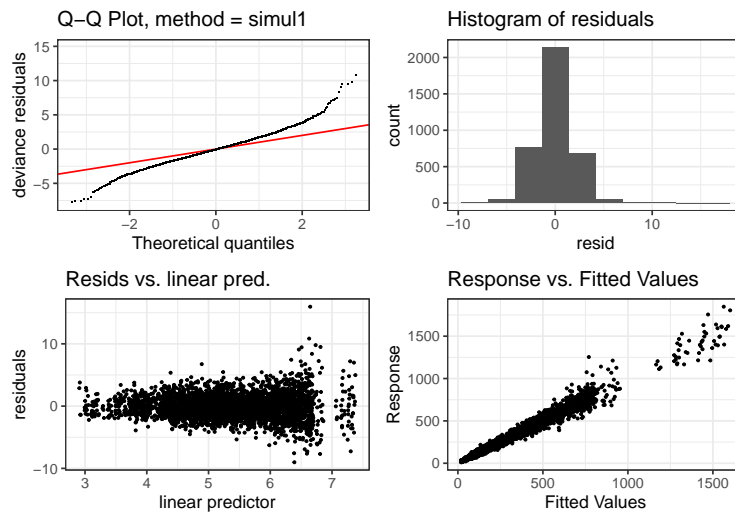 Q−Q Plot, method = simul1
deviance residuals
15
10
5
0
−5
−2
0
2
Theoretical quantiles
Histogram of residuals
count
2000
1500
1000
500
0
−10
0
10
resid
Resids vs. linear pred.
residuals
10
0
−10
3
4
5
6
7
linear predictor
Response vs. Fitted Values
Response
1500
1000
500
0
0
500
1000
1500
Fitted Values